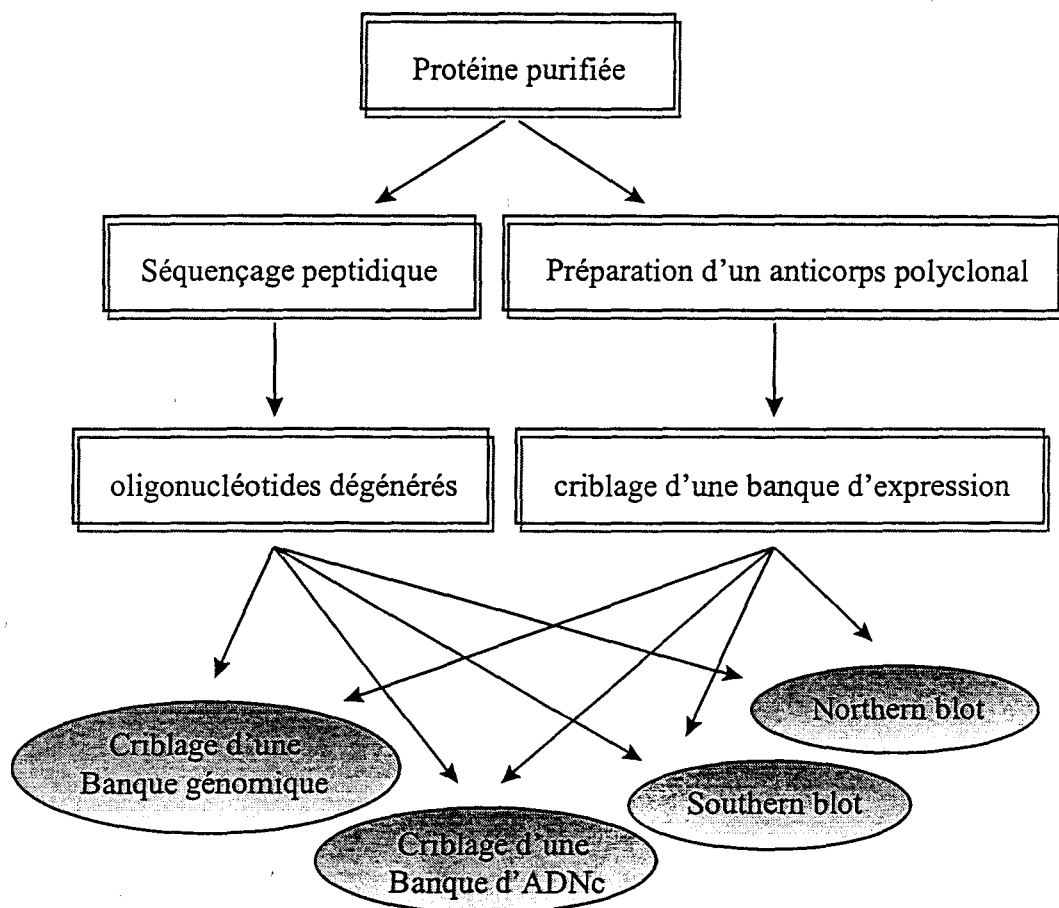 Protéine purifiée
Séquençage peptidique
Préparation d'un anticorps polyclonal
oligonucléotides dégénérés
criblage d'une banque d'expression
Northern blot
Criblage d'une
Banque génomique
Southern blot
Criblage d'une
Banque d'ADNc